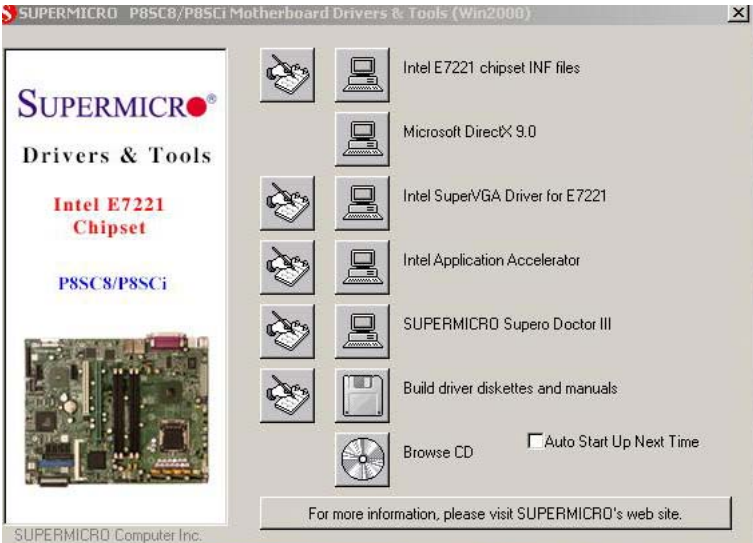 SUPERMICRO P8SC8/P8SCi Motherboard Drivers & Tools (Win2000)
SUPERMICRO®
Drivers & Tools
Intel E7221
Chipset
P8SC8/P8SCi
SUPERMICRO Computer Inc.
Intel E7221 chipset INF files
Microsoft DirectX 9.0
Intel SuperVGA Driver for E7221
Intel Application Accelerator
SUPERMICRO Supero Doctor III
Build driver diskettes and manuals
Browse CD
Auto Start Up Next Time
For more information, please visit SUPERMICRO's web site.